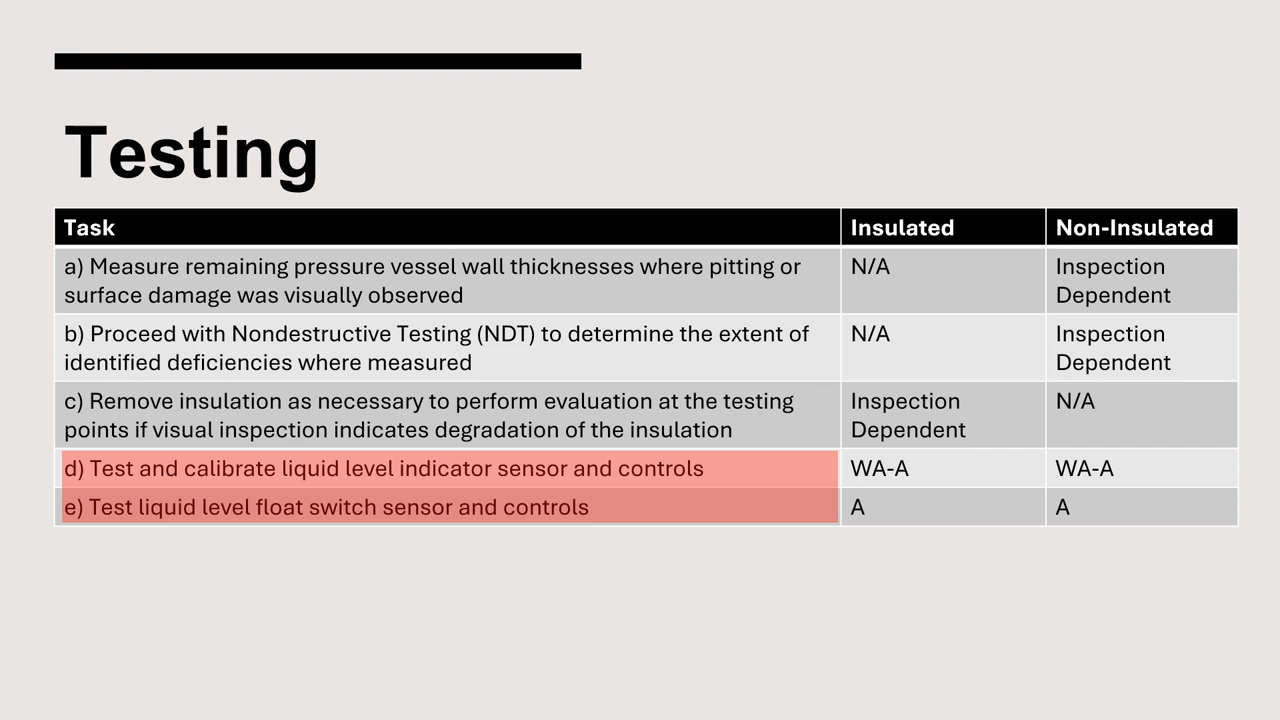 Testing
Task Insulated Non-Insulated
a) Measure remaining pressure vessel wall thicknesses where pitting or
surface damage was visually observed
N/A
Inspection
Dependent
b) Proceed with Nondestructive Testing (NDT) to determine the extent of
identified deficiencies where measured
N/A
Inspection
Dependent
c) Remove insulation as necessary to perform evaluation at the testing
points if visual inspection indicates degradation of the insulation
Inspection
Dependent
N/A
d) Test and calibrate liquid level indicator sensor and controls WA-A WA-A
e) Test liquid level float switch sensor and controls A A